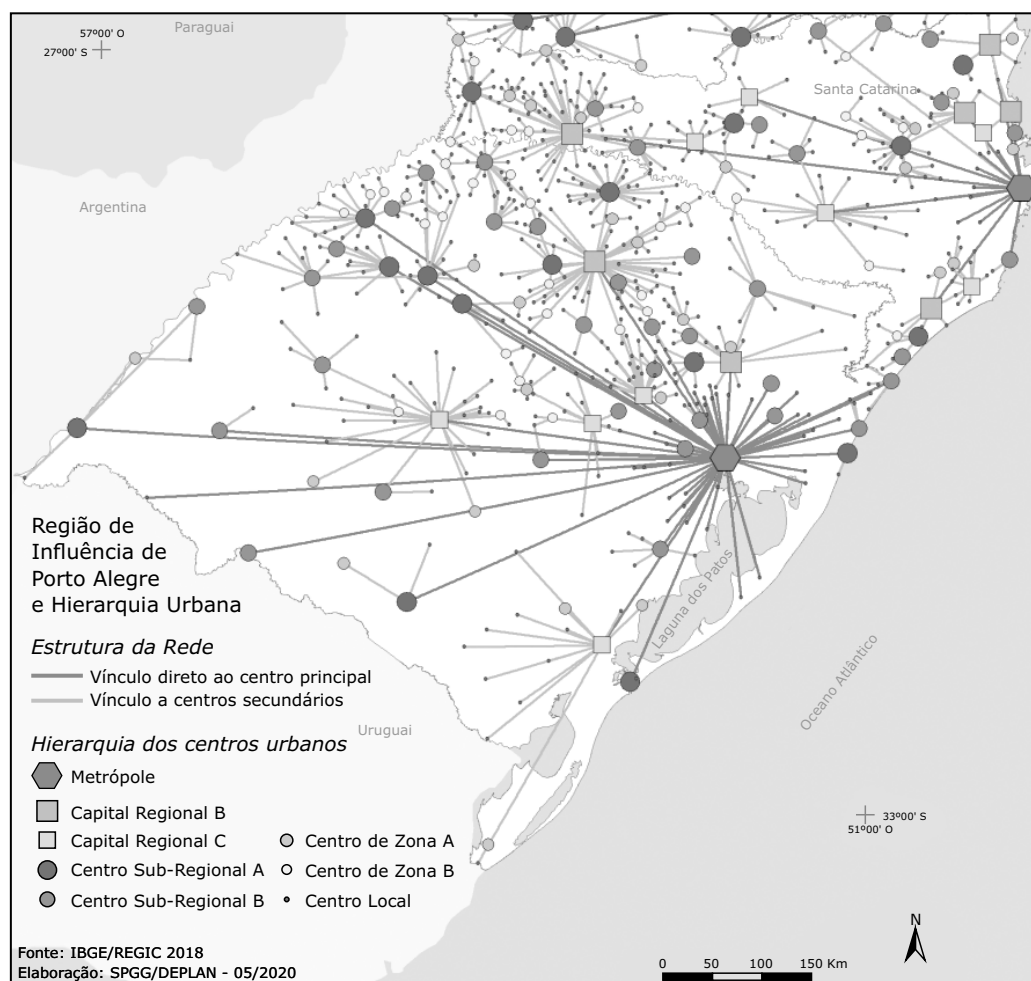 Paraguai
57º00' O
27º00' S
Santa Catarina
Argentina
Região de
Influência de
Porto Alegre
e Hierarquia Urbana
Estrutura da Rede
Vínculo direto ao centro principal
Vínculo a centros secundários
Laguna dos Patos
Oceano Atlântico
Uruguai
Hierarquia dos centros urbanos
Metrópole
Capital Regional B
Capital Regional C
Centro Sub-Regional A
Centro Sub-Regional B
Centro de Zona A
Centro de Zona B
Centro Local
33º00' S
51º00' O
N
Fonte: IBGE/REGIC 2018
Elaboração: SPGG/DEPLAN - 05/2020
0 50 100 150 Km